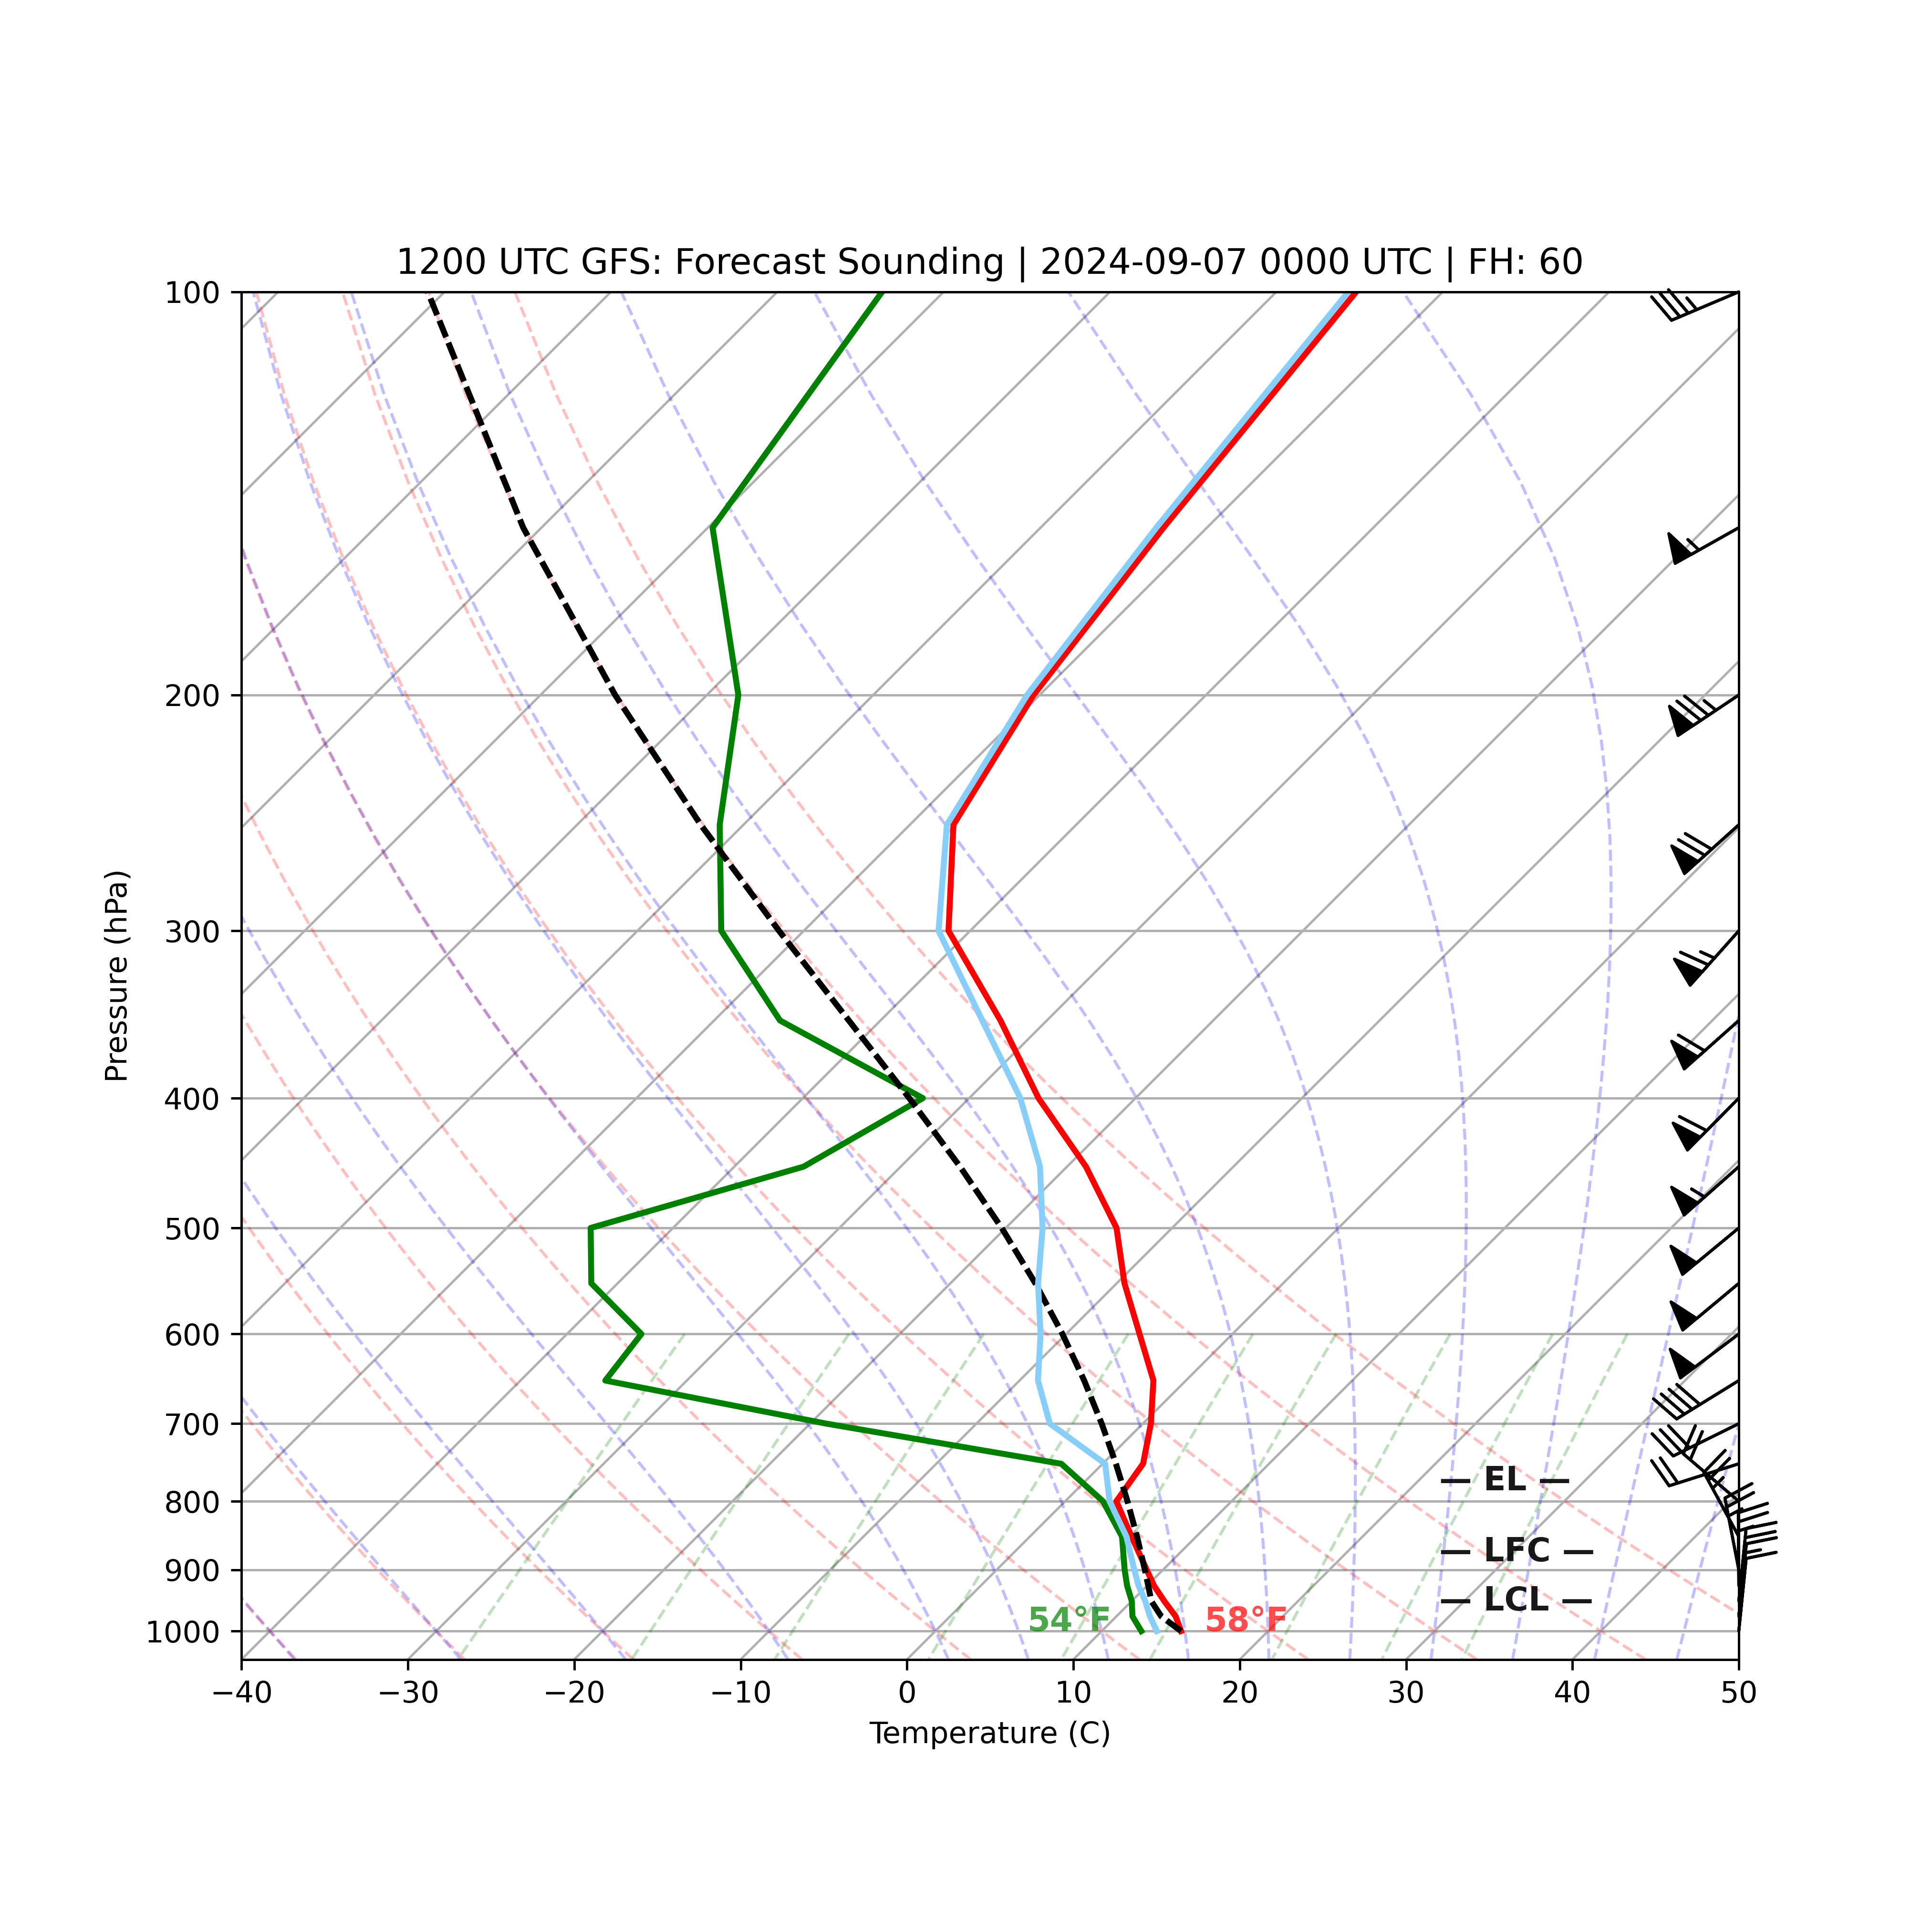 1200 UTC GFS: Forecast Sounding | 2024-09-07 0000 UTC | FH: 60
100
200
300
400
500
600
700
800
900
1000
Pressure (hPa)
— EL —
— LFC —
— LCL —
54°F
58°F
−40
−30
−20
−10
0
10
20
30
40
50
Temperature (C)